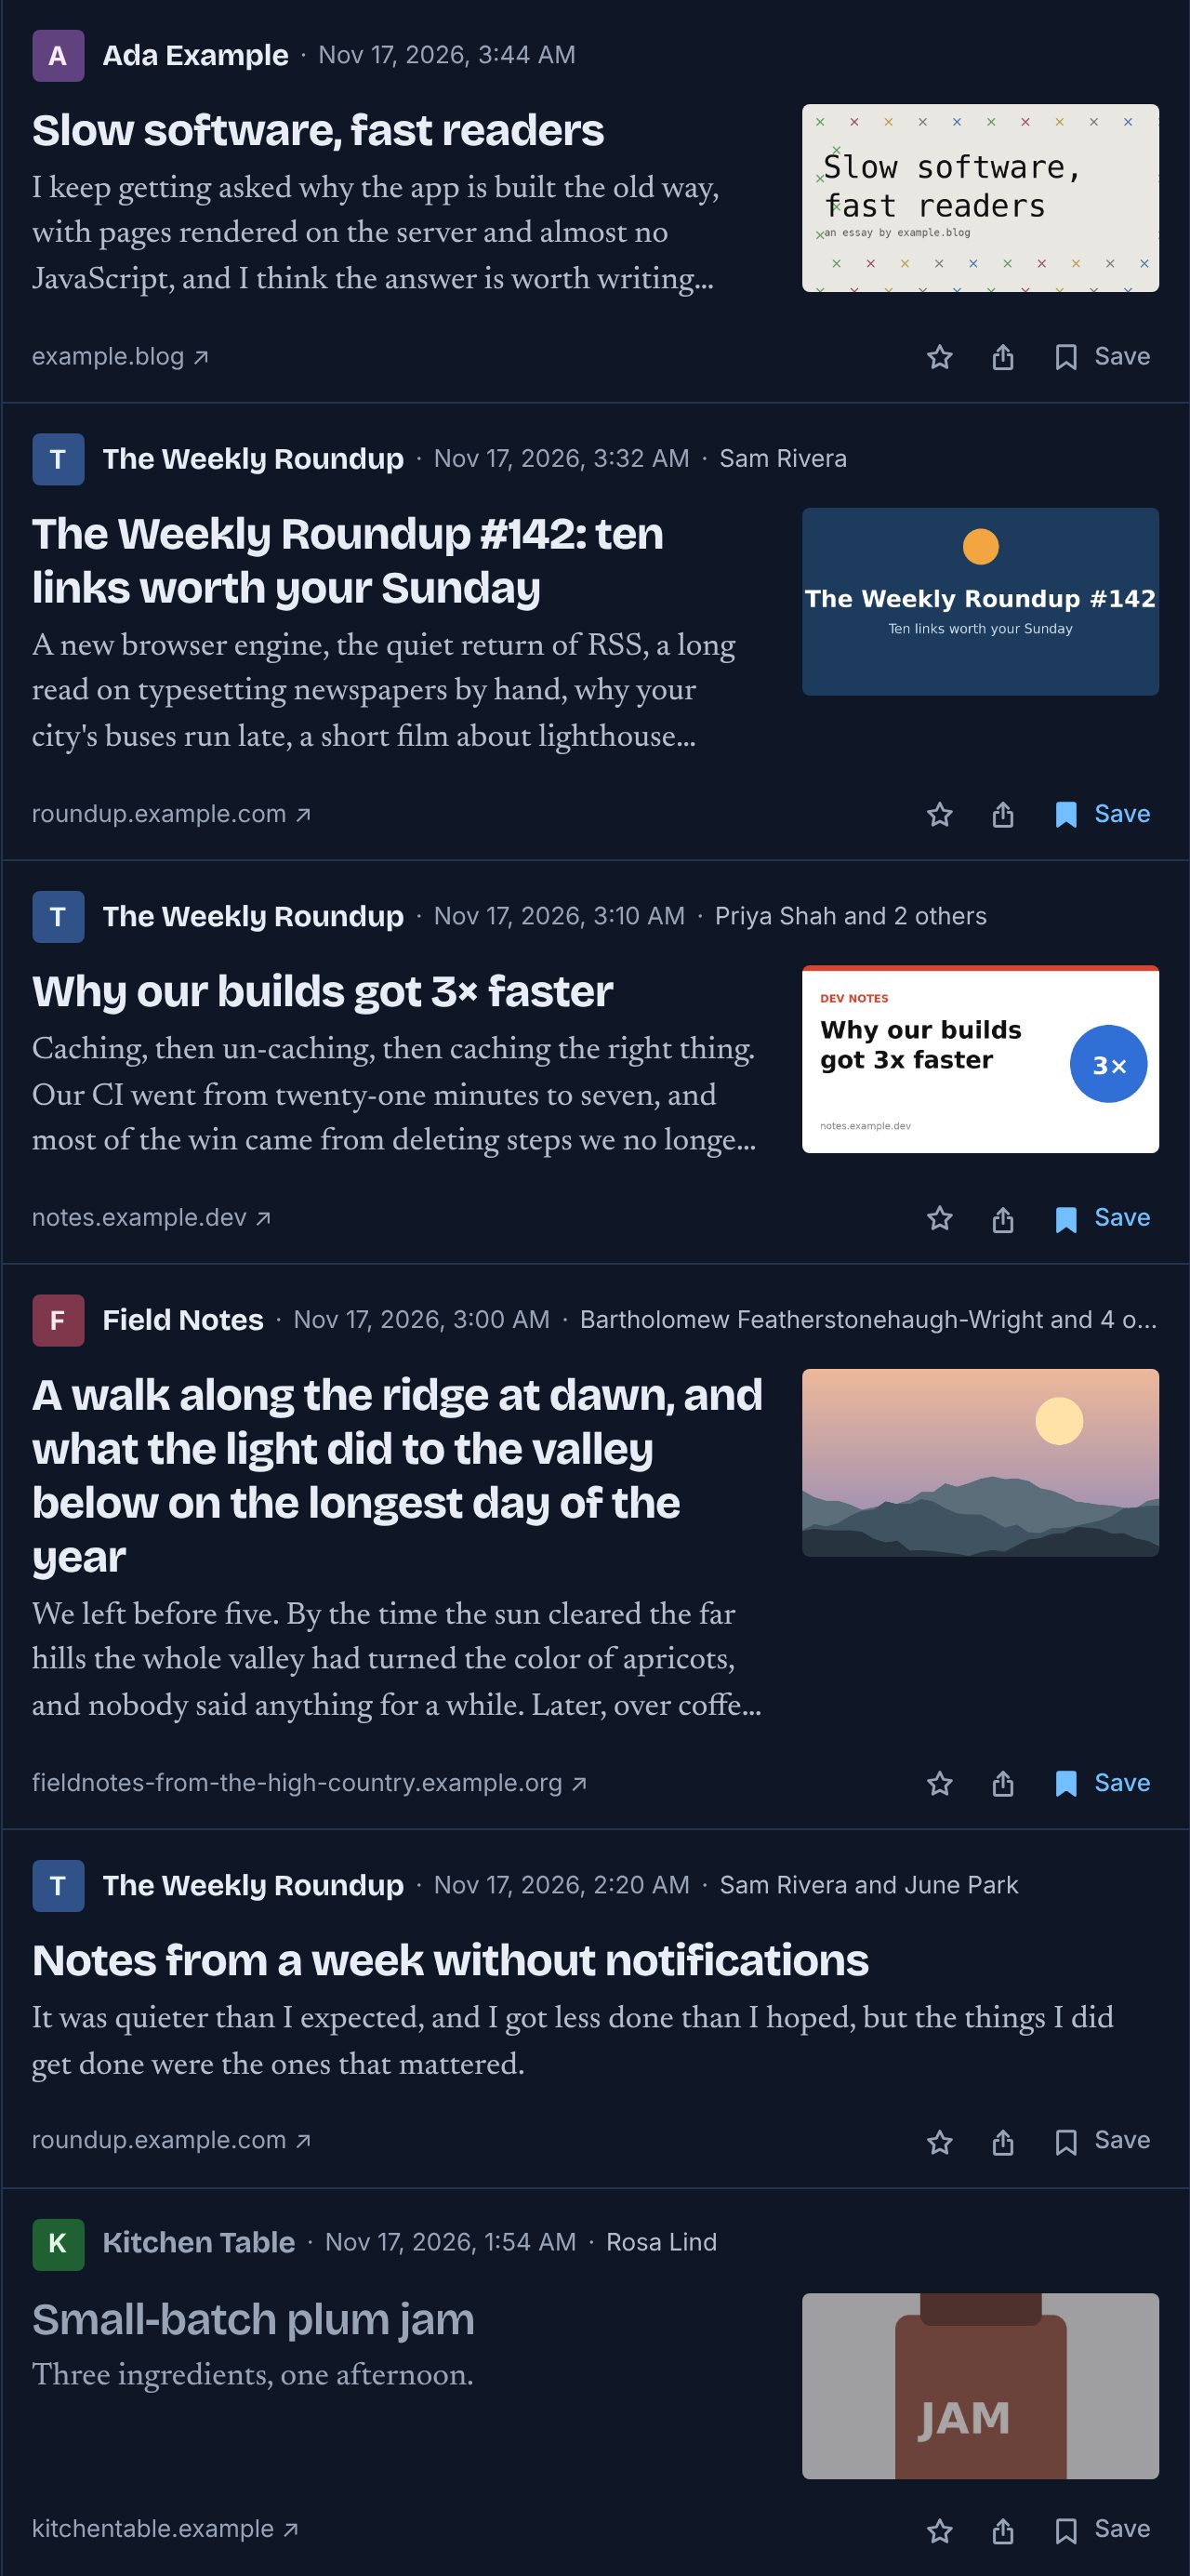 A Ada Example · Nov 17, 2026, 3:44 AM
Slow software, fast readers
I keep getting asked why the app is built the old way,
with pages rendered on the server and almost no
JavaScript, and I think the answer is worth writing...
Slow software,
fast readers
an essay by example.blog
example.blog ↗
Save
T The Weekly Roundup · Nov 17, 2026, 3:32 AM · Sam Rivera
The Weekly Roundup #142: ten
links worth your Sunday
A new browser engine, the quiet return of RSS, a long
read on typesetting newspapers by hand, why your
city's buses run late, a short film about lighthouse...
The Weekly Roundup #142
Ten links worth your Sunday
roundup.example.com ↗
Save
T The Weekly Roundup · Nov 17, 2026, 3:10 AM · Priya Shah and 2 others
Why our builds got 3× faster
Caching, then un-caching, then caching the right thing.
Our CI went from twenty-one minutes to seven, and
most of the win came from deleting steps we no longe...
DEV NOTES
Why our builds
got 3x faster
3×
notes.example.dev
notes.example.dev ↗
Save
F Field Notes · Nov 17, 2026, 3:00 AM · Bartholomew Featherstonehaugh-Wright and 4 o...
A walk along the ridge at dawn, and
what the light did to the valley
below on the longest day of the
year
We left before five. By the time the sun cleared the far
hills the whole valley had turned the color of apricots,
and nobody said anything for a while. Later, over coffe...
fieldnotes-from-the-high-country.example.org ↗
Save
T The Weekly Roundup · Nov 17, 2026, 2:20 AM · Sam Rivera and June Park
Notes from a week without notifications
It was quieter than I expected, and I got less done than I hoped, but the things I did
get done were the ones that mattered.
roundup.example.com ↗
Save
K Kitchen Table · Nov 17, 2026, 1:54 AM · Rosa Lind
Small-batch plum jam
Three ingredients, one afternoon.
JAM
kitchentable.example ↗
Save